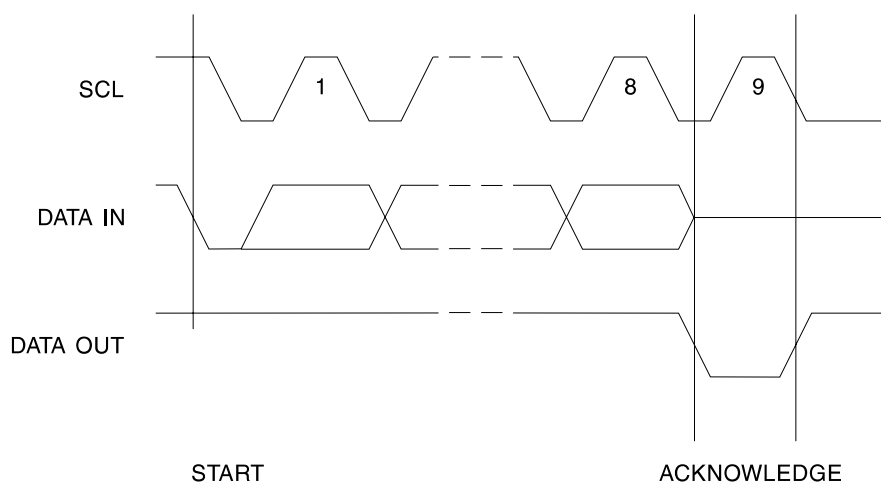 SCL
1
8
9
DATA IN
DATA OUT
START
ACKNOWLEDGE